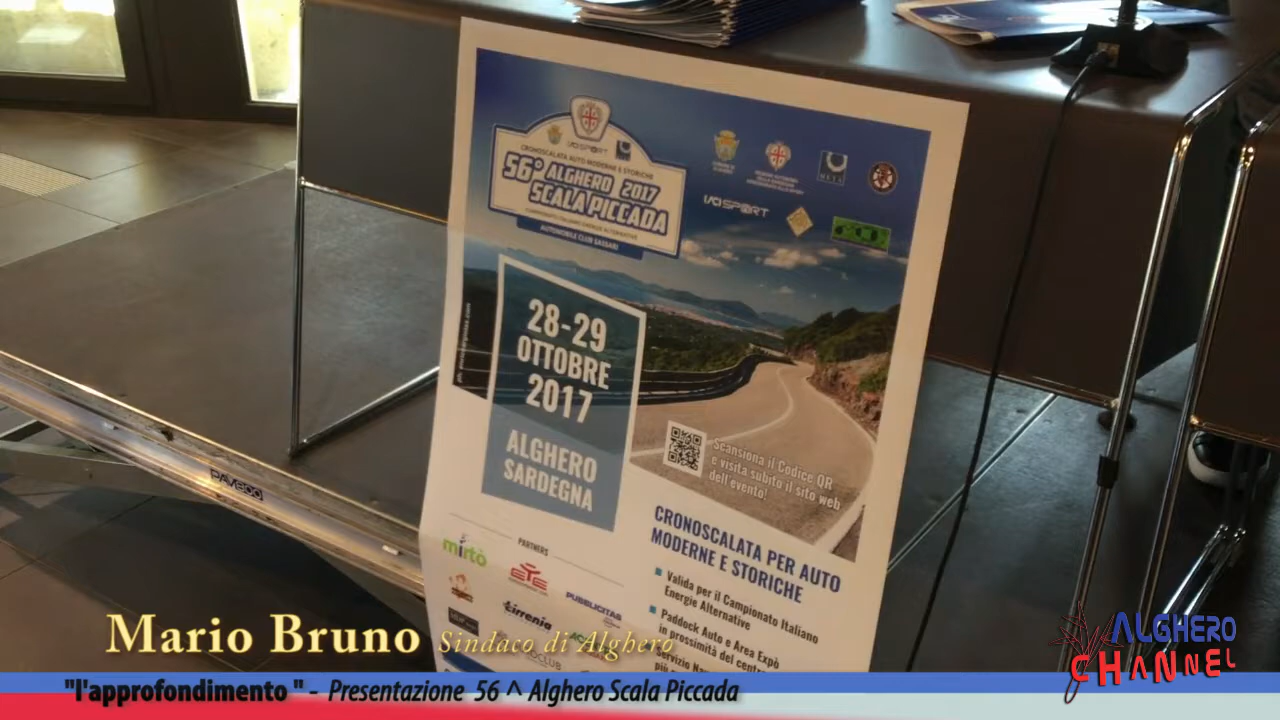 CRONOSCALATA AUTO MODERNE E STORICHE
56° ALGHERO 2017
SCALA PICCADA
AUTOMOBILE CLUB SASSARI
ACI SPORT
28-29
OTTOBRE
2017
ALGHERO
SARDEGNA
Scansiona il Codice QR
e visita subito il sito web
dell'evento!
CRONOSCALATA PER AUTO
MODERNE E STORICHE
Valida per il Campionato Italiano
Energie Alternative
Paddock Auto e Area Expò
in prossimità del centro
PARTNERS
mirtò
Tirrenia
PUBBLICITAS
PAVESCO
Mario Bruno Sindaco di Alghero
"l'approfondimento " - Presentazione 56 ^ Alghero Scala Piccada
ALGHERO
CHANNEL